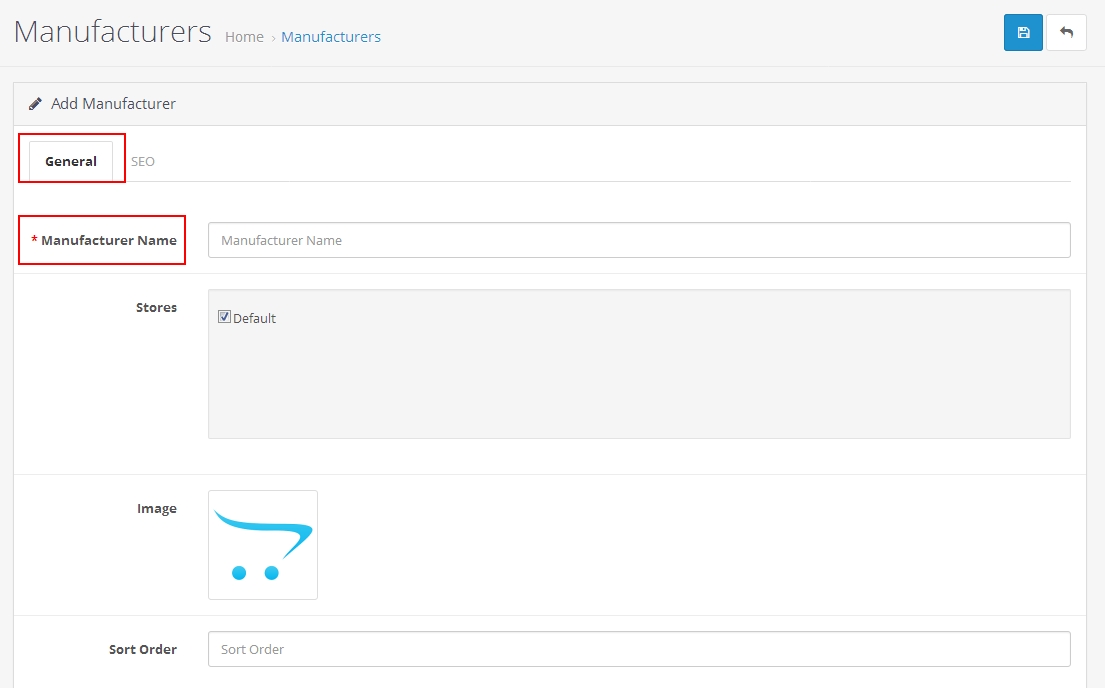 Manufacturers Home › Manufacturers
Add Manufacturer
General SEO
* Manufacturer Name Manufacturer Name
Stores
Default
Image
Sort Order Sort Order